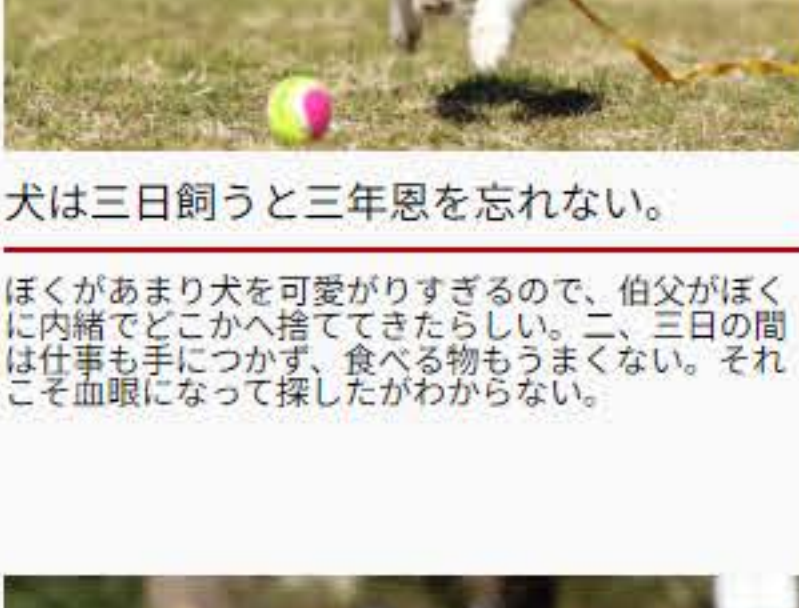 犬は三日飼うと三年恩を忘れない。
ぼくがあまり犬を可愛がりすぎるので、伯父がぼく
に内緒でどこかへ捨ててきたらしい。二、三日の間
は仕事も手につかず、食べる物もうまくない。それ
こそ血眼になって探したがわからない。